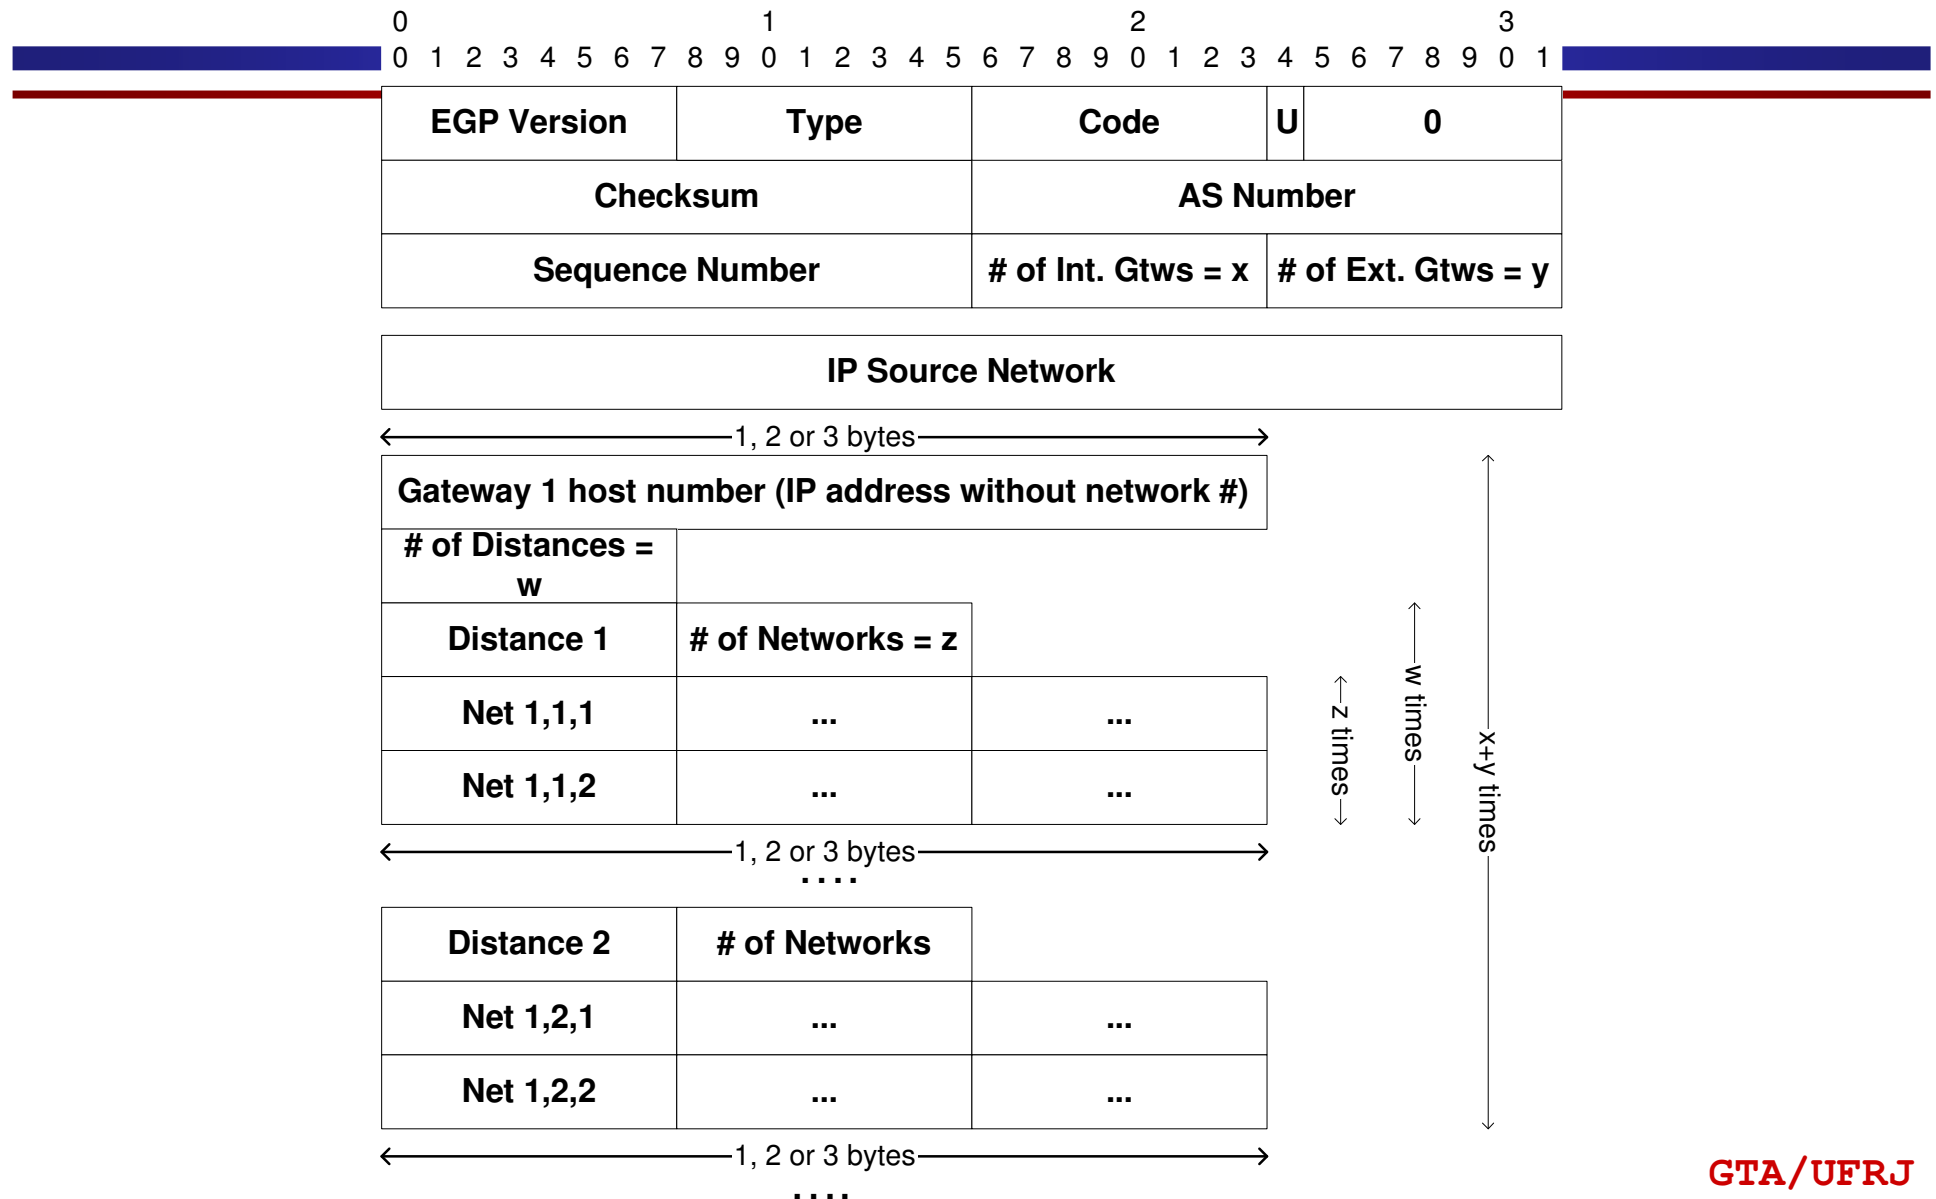 0 1 2 3
0 1 2 3 4 5 6 7 8 9 0 1 2 3 4 5 6 7 8 9 0 1 2 3 4 5 6 7 8 9 0 1
EGP Version Type Code U 0
Checksum AS Number
Sequence Number # of Int. Gtws = x # of Ext. Gtws = y
IP Source Network
1, 2 or 3 bytes
Gateway 1 host number (IP address without network #)
# of Distances =
w
Distance 1 # of Networks = z
Net 1,1,1 ... ...
Net 1,1,2 ... ...
z times
w times
x+y times
1, 2 or 3 bytes
....
Distance 2 # of Networks
Net 1,2,1 ... ...
Net 1,2,2 ... ...
1, 2 or 3 bytes
....
GTA/UFRJ